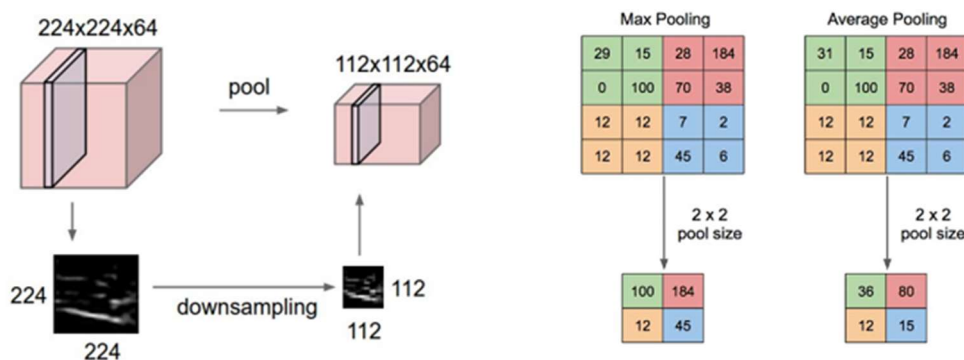 224x224x64
pool
112x112x64
224
224
downsampling
112
112
Max Pooling
29 15 28 184
0 100 70 38
12 12 7 2
12 12 45 6
2 x 2
pool size
100 184
12 45
Average Pooling
31 15 28 184
0 100 70 38
12 12 7 2
12 12 45 6
2 x 2
pool size
36 80
12 15